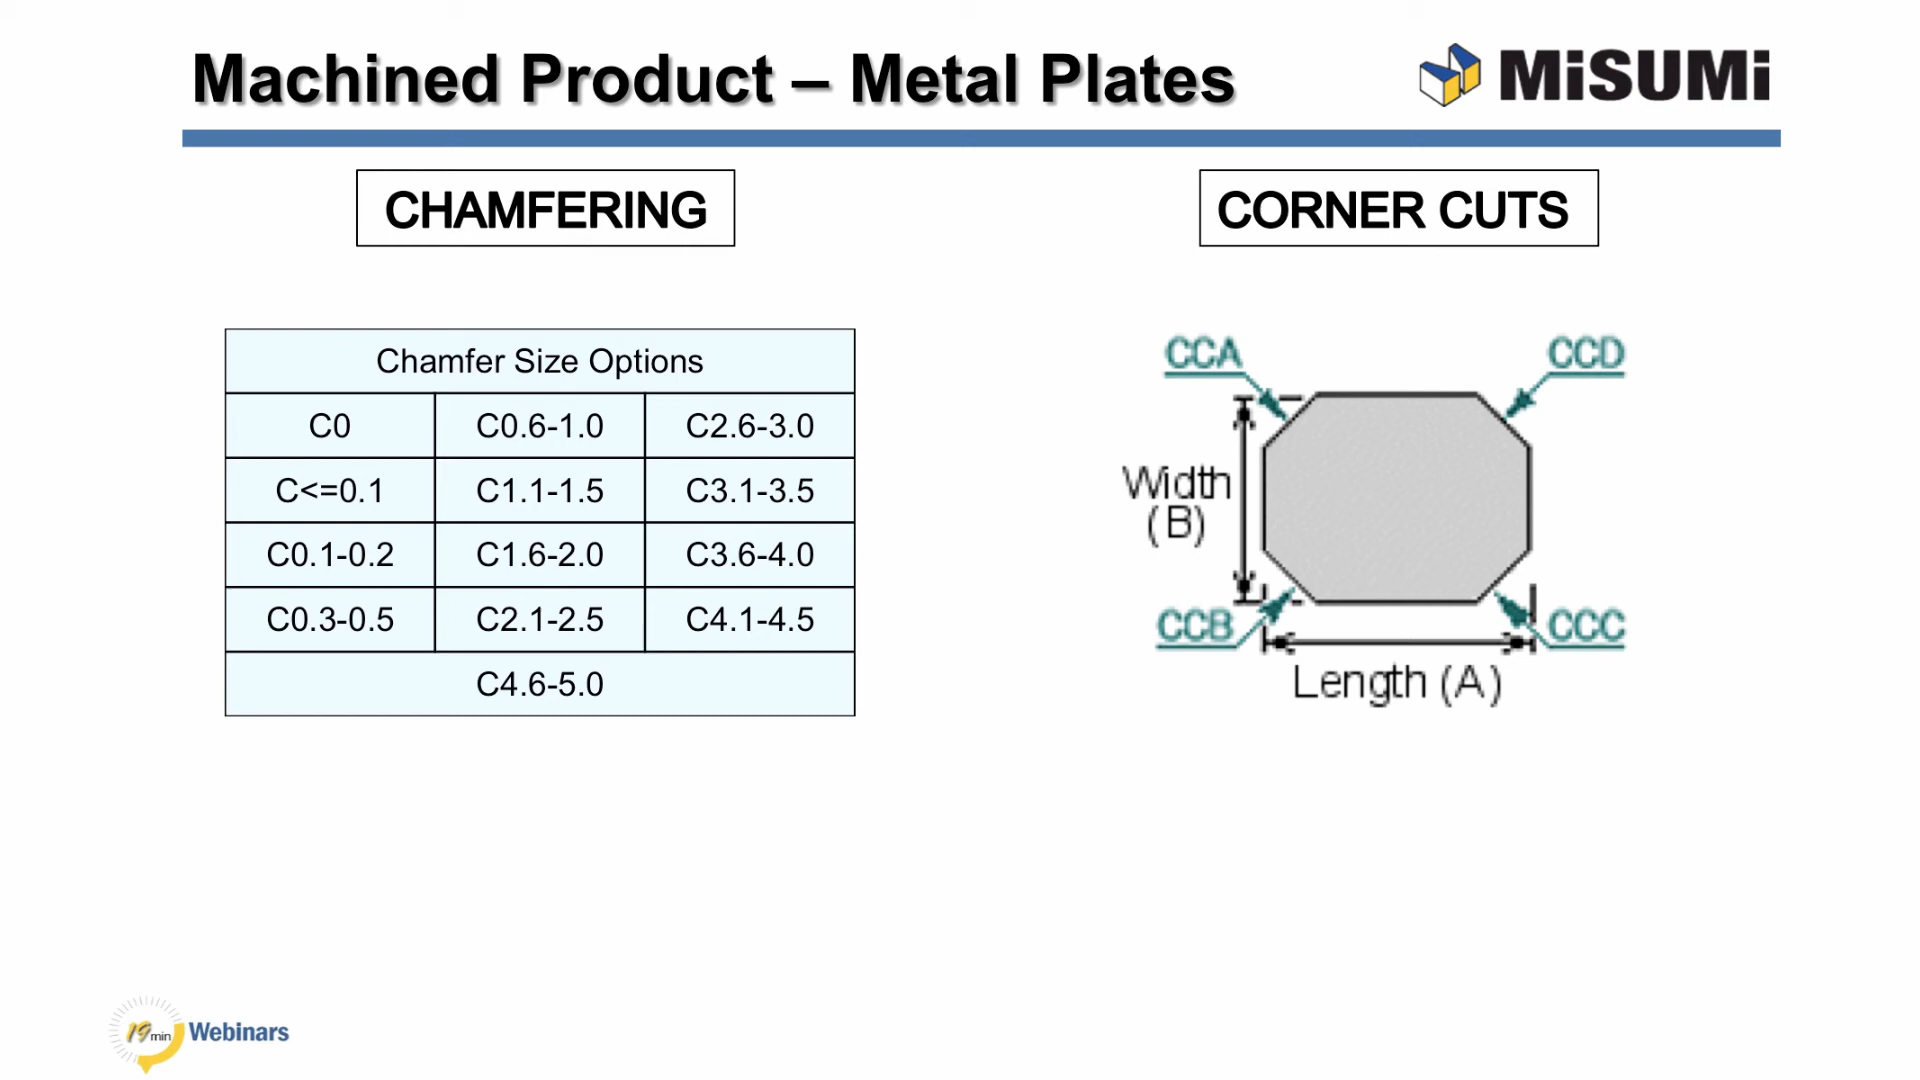 Machined Product – Metal Plates
MiSUMi
CHAMFERING
CORNER CUTS
Chamfer Size Options
C0 C0.6-1.0 C2.6-3.0
C<=0.1 C1.1-1.5 C3.1-3.5
C0.1-0.2 C1.6-2.0 C3.6-4.0
C0.3-0.5 C2.1-2.5 C4.1-4.5
C4.6-5.0
CCA CCD
Width
(B)
CCB CCC
Length (A)
19min Webinars